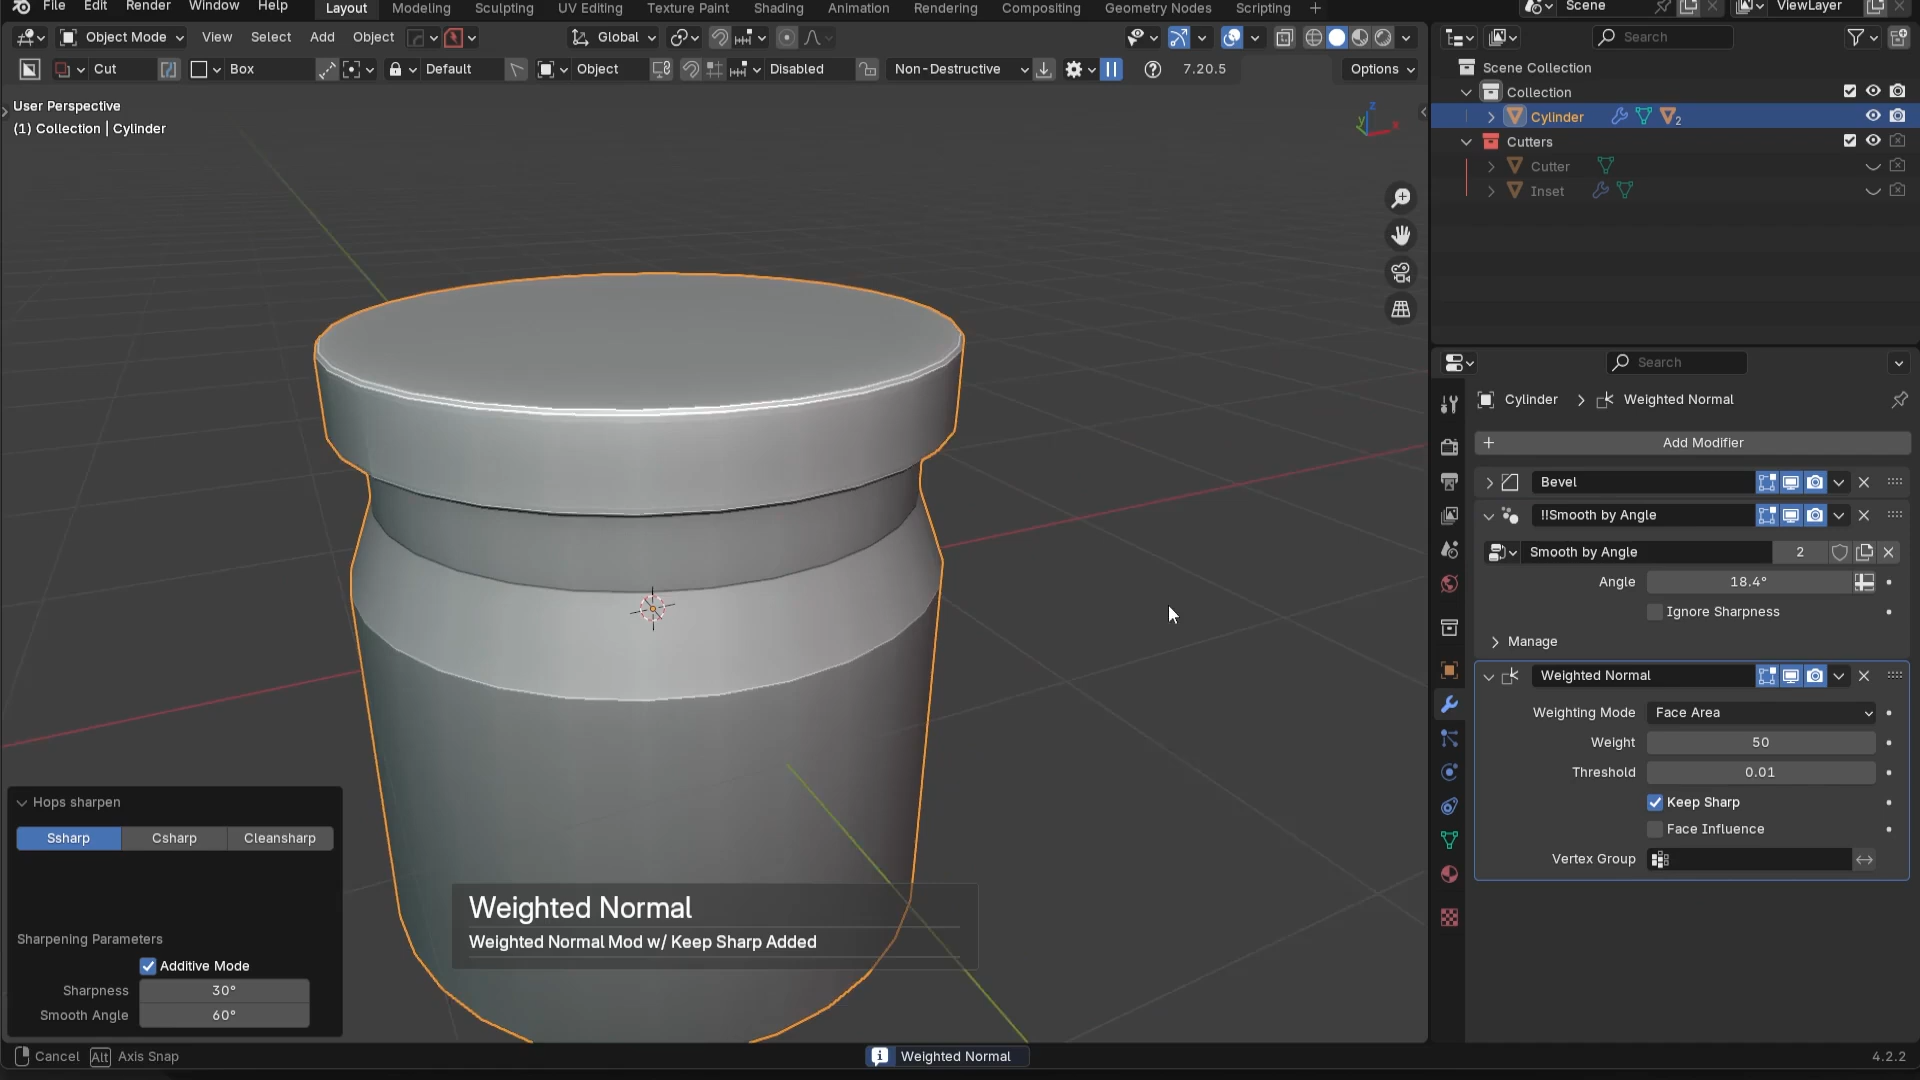 File Edit Render Window Help Layout Modeling Sculpting UV Editing Texture Paint Shading Animation Rendering Compositing Geometry Nodes Scripting + Scene ViewLayer
Object Mode View Select Add Object Global Search
Cut Box Default Object Disabled Non-Destructive 7.20.5 Options
User Perspective
(1) Collection | Cylinder
Z
Y
X
Scene Collection
Collection
Cylinder 2
Cutters
Cutter
Inset
Search
Cylinder > Weighted Normal
+ Add Modifier
Bevel
!!Smooth by Angle
Smooth by Angle 2
Angle 18.4°
Ignore Sharpness
Manage
Weighted Normal
Weighting Mode Face Area
Weight 50
Threshold 0.01
Keep Sharp
Face Influence
Vertex Group
Hops sharpen
Ssharp Csharp Cleansharp
Sharpening Parameters
Additive Mode
Sharpness 30°
Smooth Angle 60°
Weighted Normal
Weighted Normal Mod w/ Keep Sharp Added
Cancel Alt Axis Snap
Weighted Normal
4.2.2